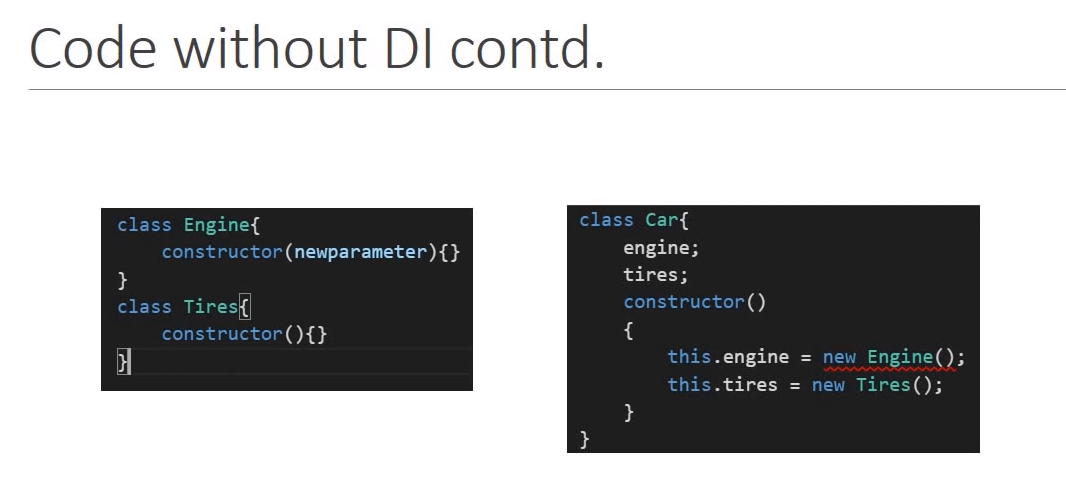 Code without DI contd.
class Engine{
constructor(newparameter){}
}
class Tires{
constructor(){}
}
class Car{
engine;
tires;
constructor()
{
this.engine = new Engine();
this.tires = new Tires();
}
}